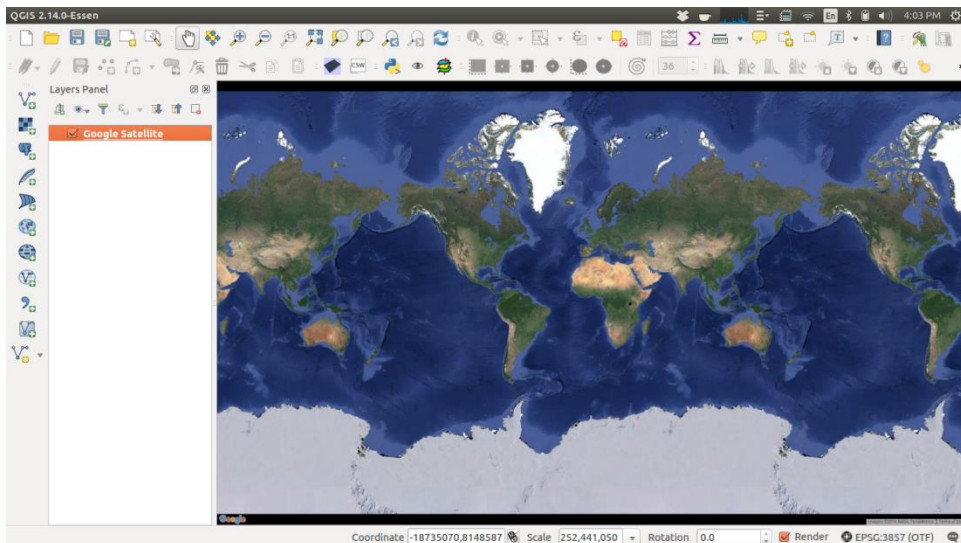 QGIS 2.14.0-Essen
En
4:03 PM
CSW
36
Layers Panel
Google Satellite
Google
Coordinate -18735070,8148587 Scale 252,441,050 Rotation 0.0 Render EPSG:3857 (OTF)